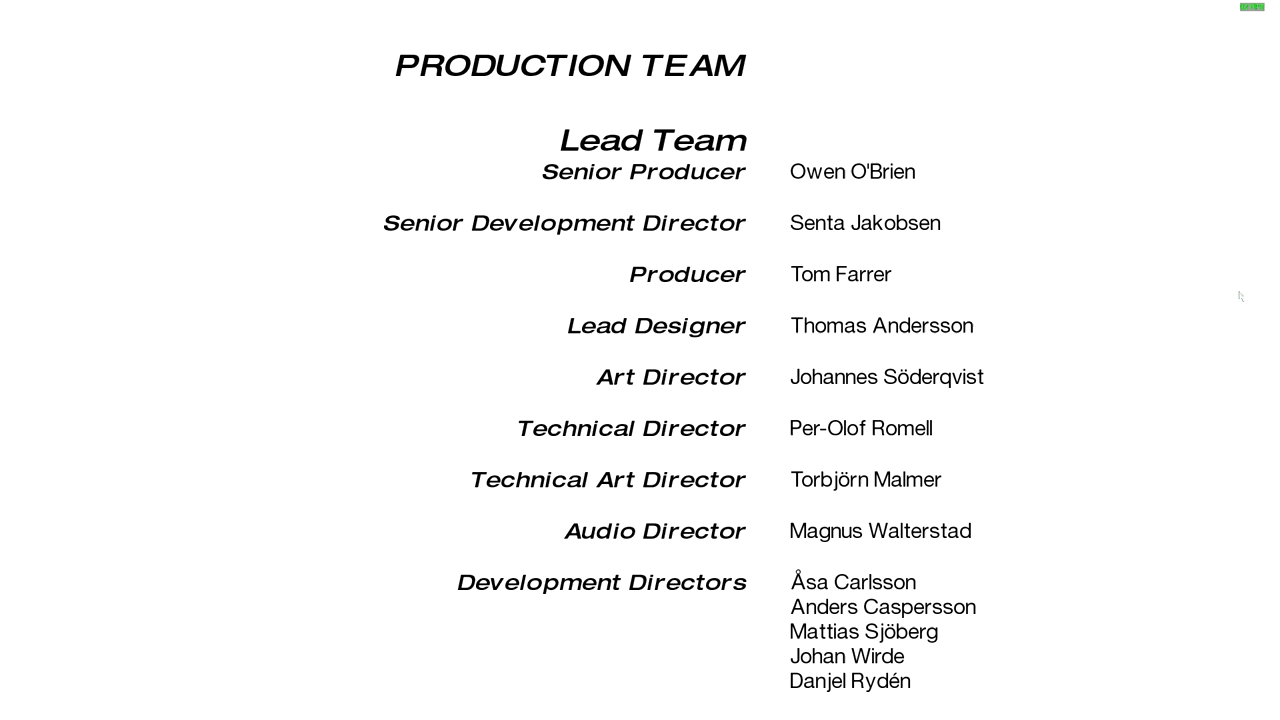 PRODUCTION TEAM
Lead Team
Senior Producer Owen O'Brien
Senior Development Director Senta Jakobsen
Producer Tom Farrer
Lead Designer Thomas Andersson
Art Director Johannes Söderqvist
Technical Director Per-Olof Romell
Technical Art Director Torbjörn Malmer
Audio Director Magnus Walterstad
Development Directors Åsa Carlsson
Anders Caspersson
Mattias Sjöberg
Johan Wirde
Danjel Rydén